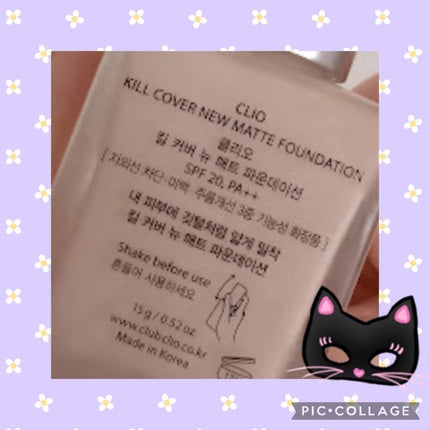 CLIO
KILL COVER NEW MATTE FOUNDATION
클리오
킬 커버 뉴 매트 파운데이션
SPF 20, PA++
[ 자외선 차단·미백·주름개선 3중 기능성 화장품 ]
내 피부에 깃털처럼 얇게 밀착
킬 커버 뉴 매트 파운데이션
Shake before use
흔들어 사용하세요
15g / 0.52 oz.
www.clubclio.co.kr
Made in Korea
PIC•COLLAGE